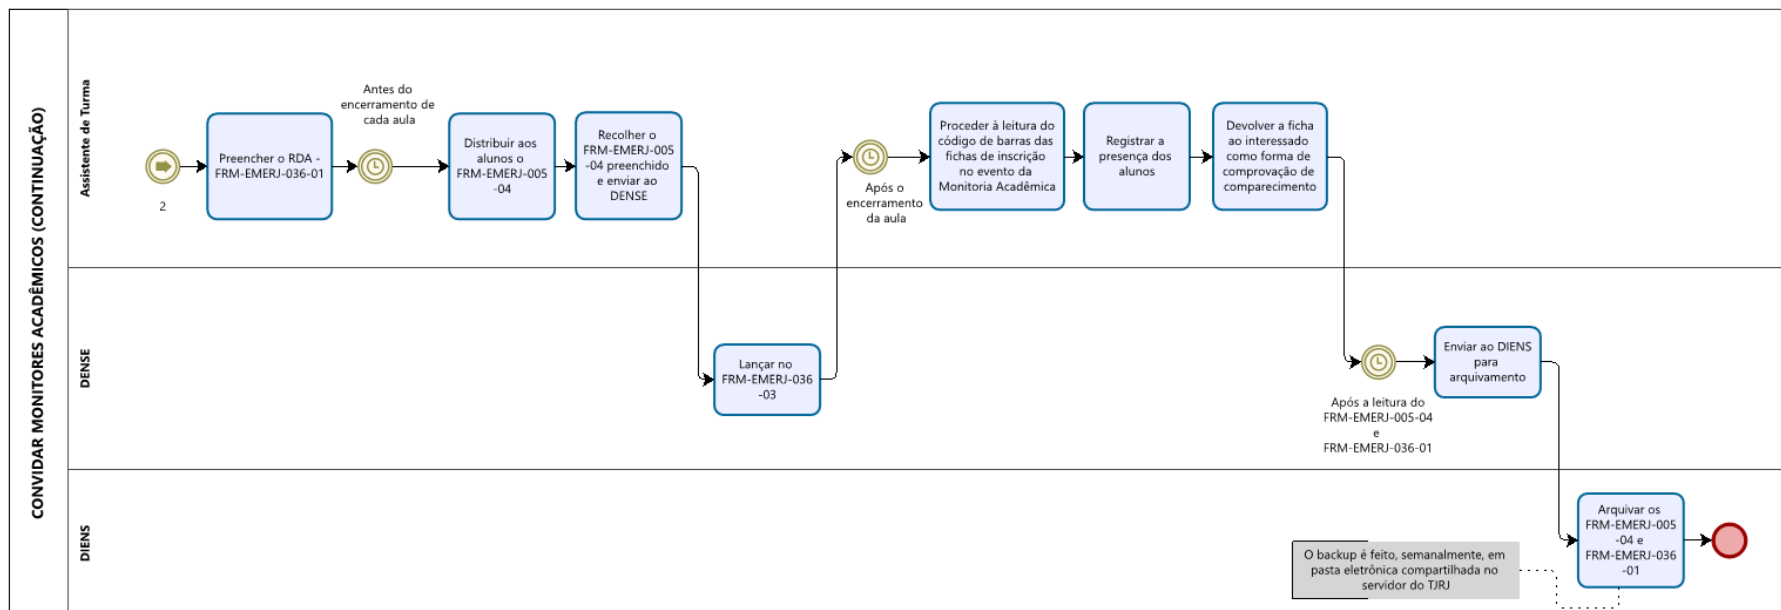 CONVIDAR MONITORES ACADÊMICOS (CONTINUAÇÃO)
Assistente de Turma
2
Preencher o RDA -
FRM-EMERJ-036-01
Antes do
encerramento de
cada aula
Distribuir aos
alunos o
FRM-EMERJ-005
-04
Recolher o
FRM-EMERJ-005
-04 preenchido
e enviar ao
DENSE
Após o
encerramento
da aula
Proceder à leitura do
código de barras das
fichas de inscrição
no evento da
Monitoria Acadêmica
Registrar a
presença dos
alunos
Devolver a ficha
ao interessado
como forma de
comprovação de
comparecimento
DENSE
Lançar no
FRM-EMERJ-036
-03
Após a leitura do
FRM-EMERJ-005-04
e
FRM-EMERJ-036-01
Enviar ao DIENS
para
arquivamento
DIENS
O backup é feito, semanalmente, em
pasta eletrônica compartilhada no
servidor do TJRJ
Arquivar os
FRM-EMERJ-005
-04 e
FRM-EMERJ-036
-01